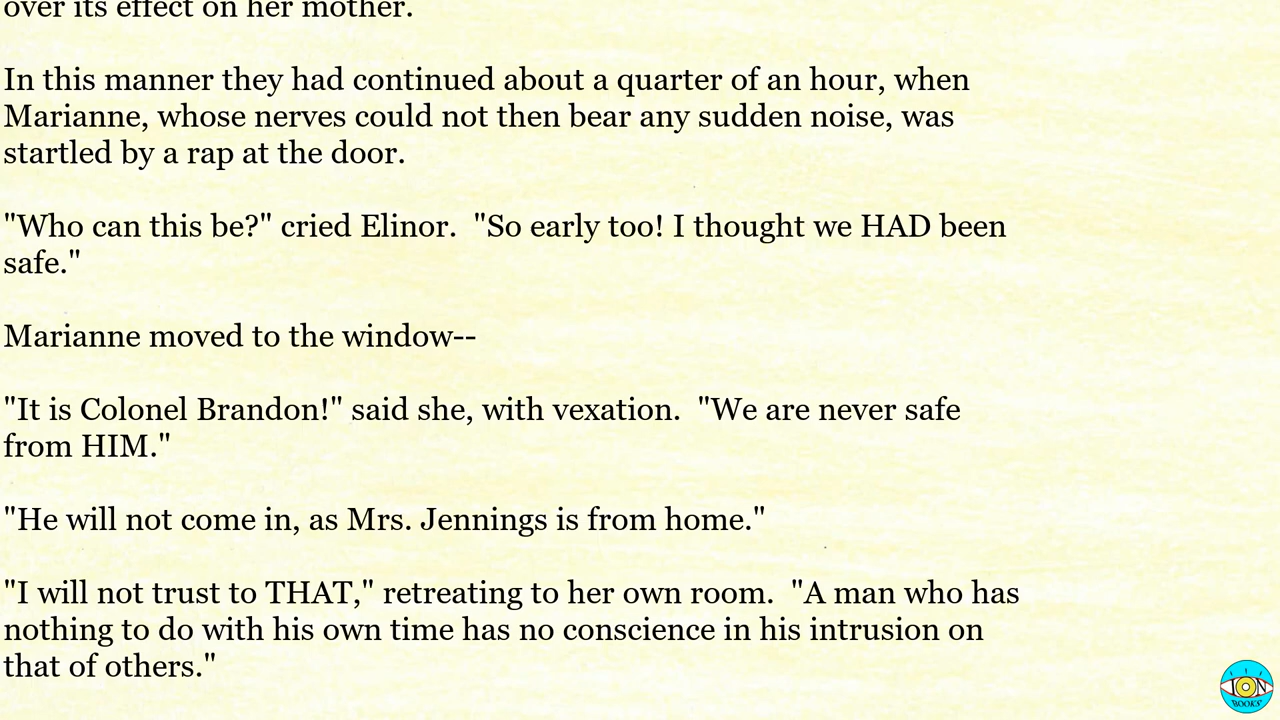 over its effect on her mother.
In this manner they had continued about a quarter of an hour, when
Marianne, whose nerves could not then bear any sudden noise, was
startled by a rap at the door.
"Who can this be?" cried Elinor.  "So early too! I thought we HAD been
safe."
Marianne moved to the window--
"It is Colonel Brandon!" said she, with vexation.  "We are never safe
from HIM."
"He will not come in, as Mrs. Jennings is from home."
"I will not trust to THAT," retreating to her own room.  "A man who has
nothing to do with his own time has no conscience in his intrusion on
that of others."
ION
BOOKS